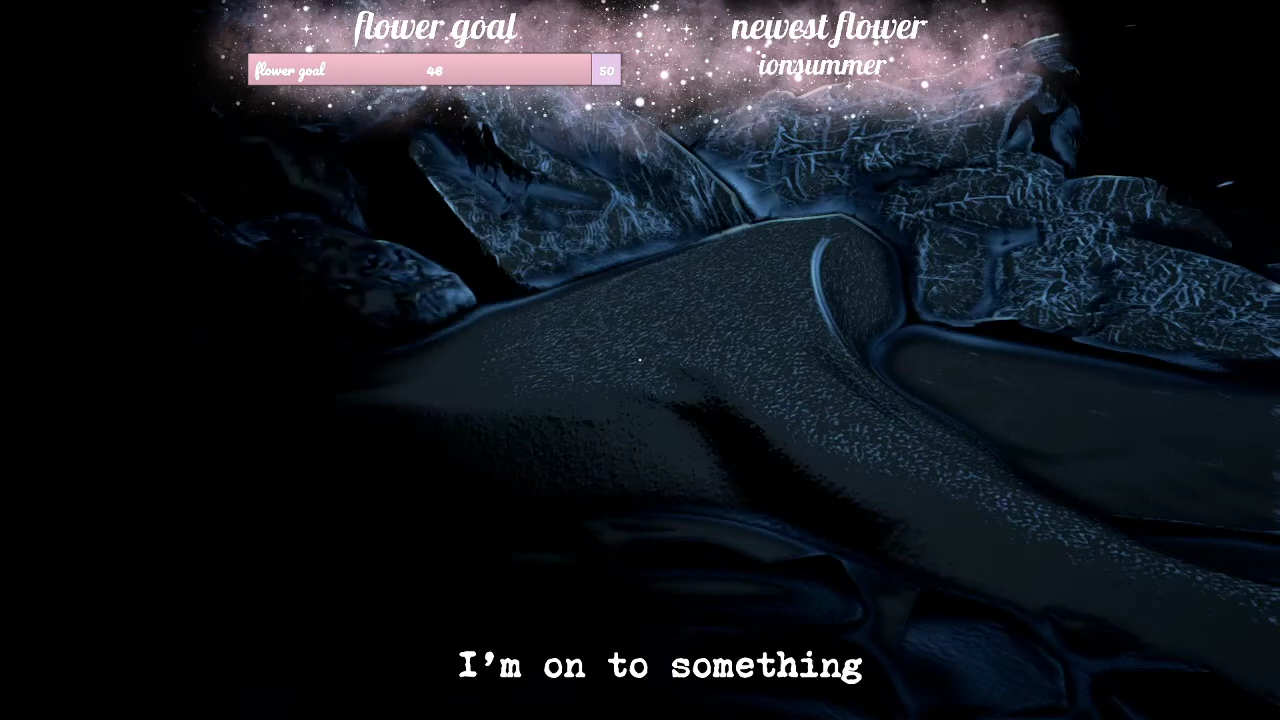 flower goal
newest flower
ionsummer
flower goal 46 50
I'm on to something